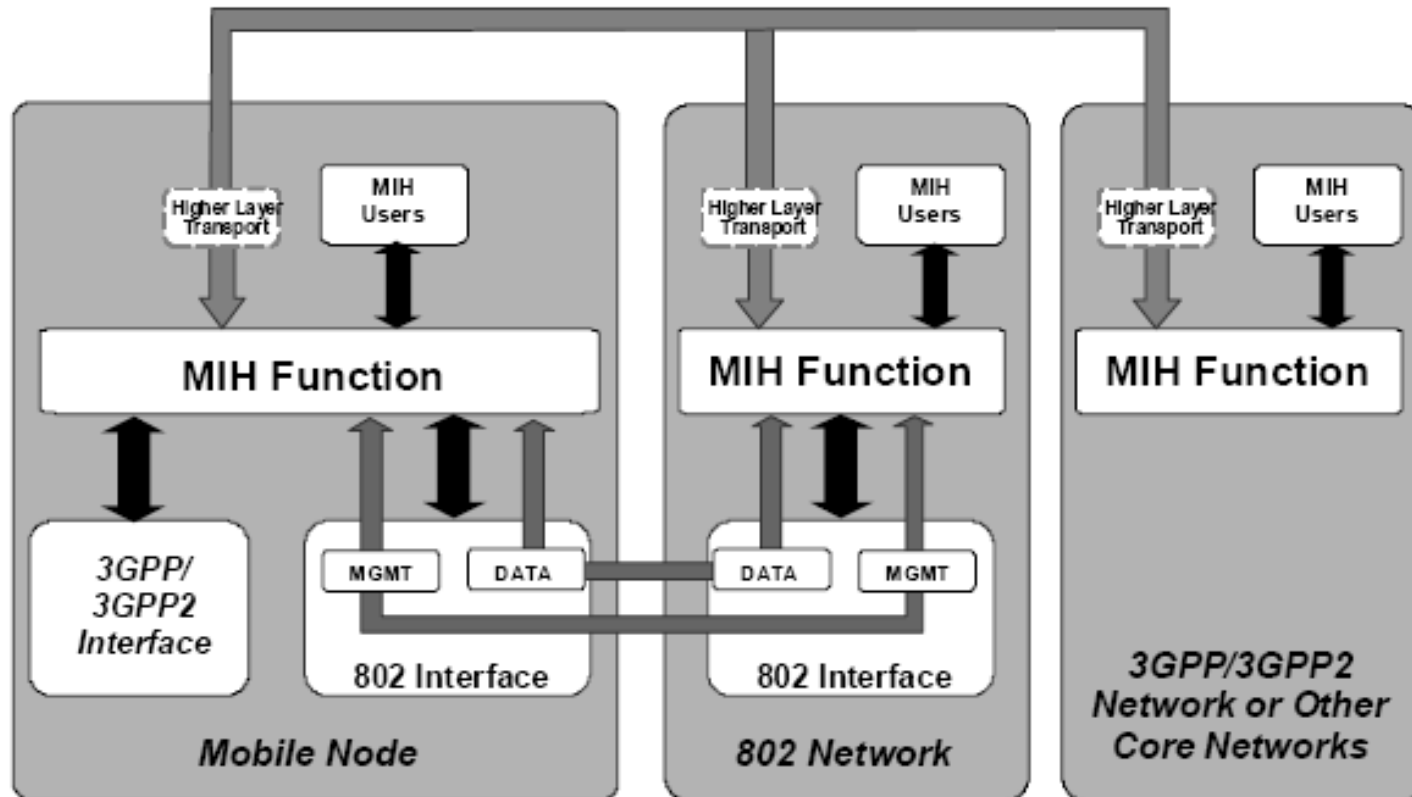 Higher Layer
Transport
MIH
Users
MIH Function
3GPP/
3GPP2
Interface
MGMT
DATA
802 Interface
Mobile Node
Higher Layer
Transport
MIH
Users
MIH Function
DATA
MGMT
802 Interface
802 Network
Higher Layer
Transport
MIH
Users
MIH Function
3GPP/3GPP2
Network or Other
Core Networks